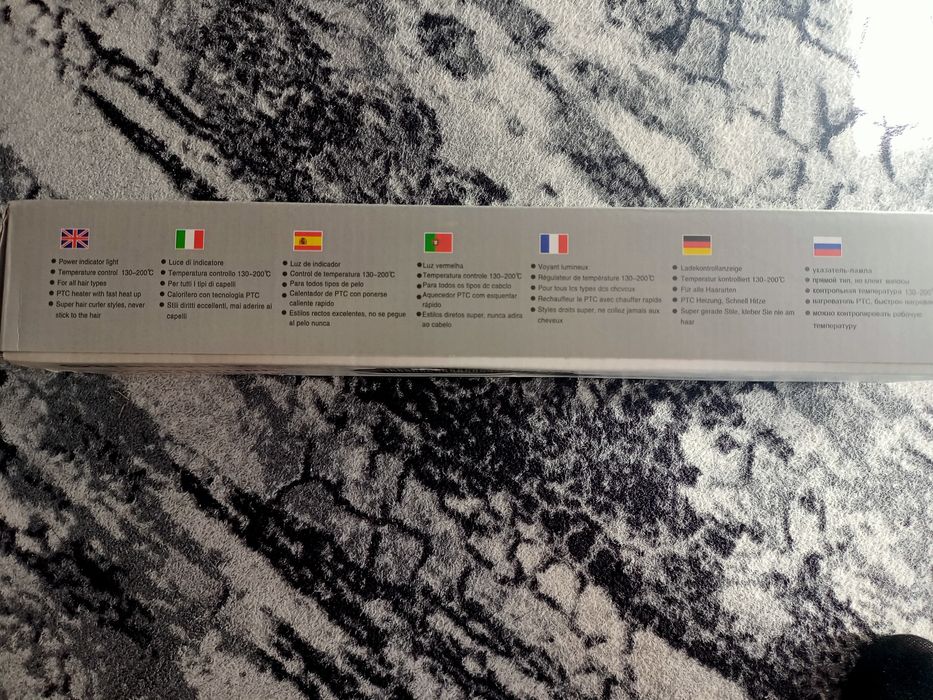 Power indicator light
Temperature control 130~200℃
For all hair types
PTC heater with fast heat up
Super hair curler styles, never
stick to the hair
Luce di indicatore
Temperatura controllo 130~200℃
Per tutti i tipi di capelli
Calorifero con tecnologia PTC
Stili diritti eccellenti, mai aderire ai
capelli
Luz de indicador
Control de temperatura 130~200℃
Para todos tipos de pelo
Calentador de PTC con ponerse
caliente rapido
Estilos rectos excelentes, no se pegue
al pelo nunca
Luz vermelha
Temperatura controle 130~200℃
Para todos os tipos do cabelo
Aquecedor PTC com esquentar
rápido
Estilos diretos super, nunca adira
ao cabelo
Voyant lumineux
Régulateur de température 130~200℃
Pour tous les types des cheveux
Rechauffeur le PTC avec chauffer rapids
Styles droits super, ne collez jamais aux
cheveux
Ladekontrollanzeige
Temperatur kontrolliert 130~200℃
Für alle Haararten
PTC Heizung, Schnell Hitze
Super gerade Stile, kleber Sie nie am
haar
указатель-лампа
прямой тип, не клеит волосы
контрольная температура 130~200
нагреватель PTC, быстро
можно контролировать рабочую
температуру